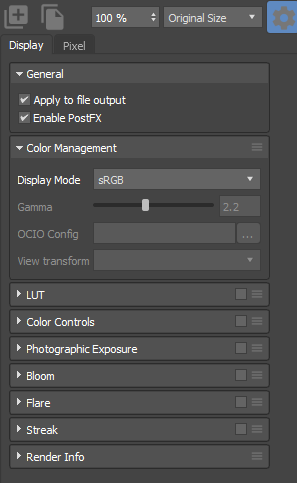 100 %
Original Size
Display
Pixel
General
Apply to file output
Enable PostFX
Color Management
Display Mode sRGB
Gamma 2.2
OCIO Config ...
View transform
LUT
Color Controls
Photographic Exposure
Bloom
Flare
Streak
Render Info